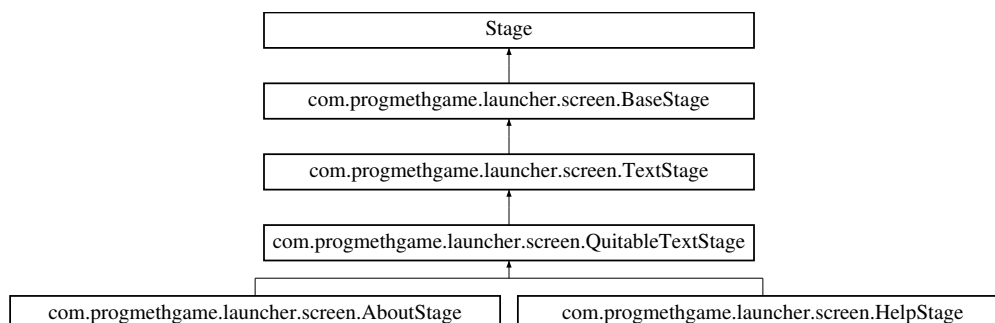 Stage
com.progmethgame.launcher.screen.BaseStage
com.progmethgame.launcher.screen.TextStage
com.progmethgame.launcher.screen.QuitableTextStage
com.progmethgame.launcher.screen.AboutStage com.progmethgame.launcher.screen.HelpStage